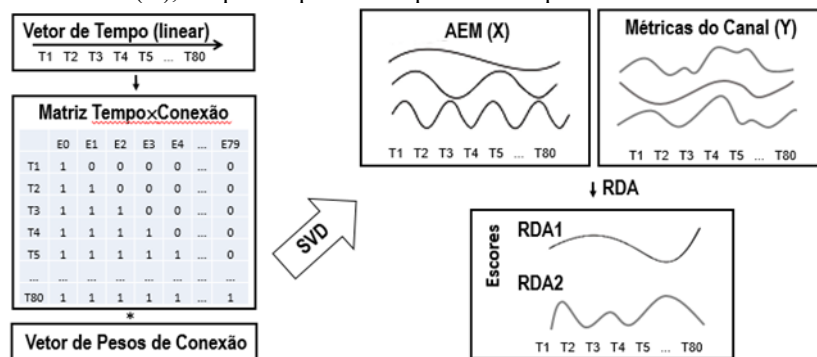 Vetor de Tempo (linear)
T1 T2 T3 T4 T5 ... T80
Matriz Tempo×Conexão
E0 E1 E2 E3 E4 ... E79
T1 1 0 0 0 0 ... 0
T2 1 1 0 0 0 ... 0
T3 1 1 1 0 0 ... 0
T4 1 1 1 1 0 ... 0
T5 1 1 1 1 1 ... 0
... ... ... ... ... ... ... ...
T80 1 1 1 1 1 ... 1
*
Vetor de Pesos de Conexão
SVD
AEM (X)
T1 T2 T3 T4 T5 ... T80
Métricas do Canal (Y)
T1 T2 T3 T4 T5 ... T80
RDA
Escores
RDA1
RDA2
T1 T2 T3 T4 T5 ... T80